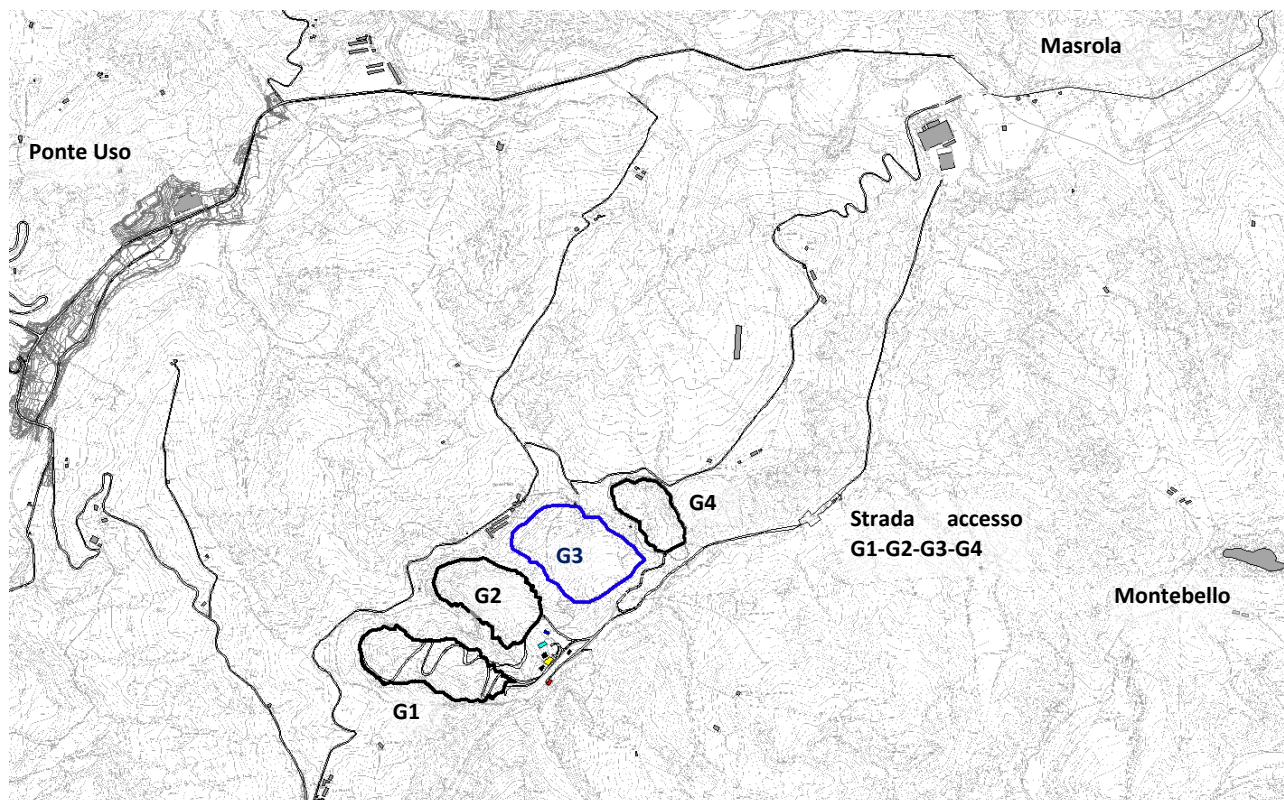 Masrola
Ponte Uso
G4
Strada accesso
G1-G2-G3-G4
G3
G2
Montebello
G1